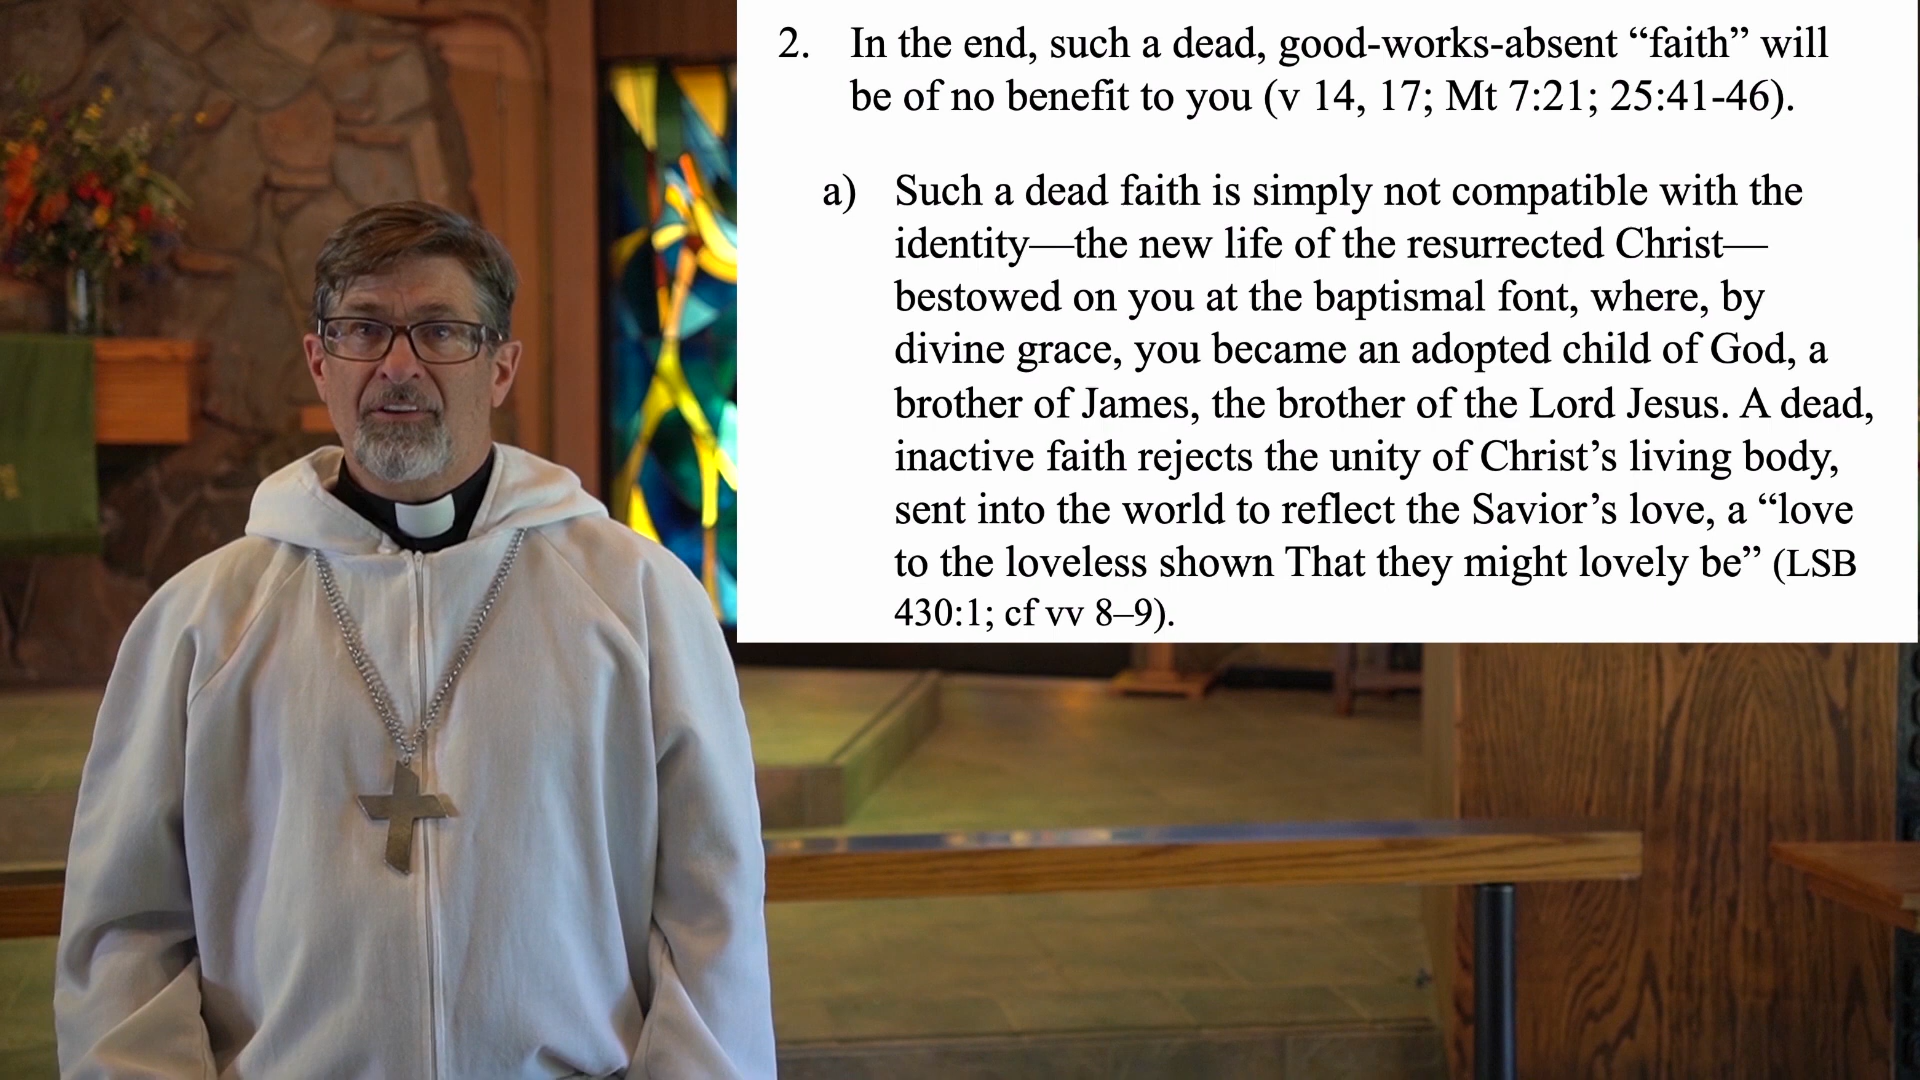 2. In the end, such a dead, good-works-absent “faith” will
be of no benefit to you (v 14, 17; Mt 7:21; 25:41-46).
a) Such a dead faith is simply not compatible with the
identity—the new life of the resurrected Christ—
bestowed on you at the baptismal font, where, by
divine grace, you became an adopted child of God, a
brother of James, the brother of the Lord Jesus. A dead,
inactive faith rejects the unity of Christ’s living body,
sent into the world to reflect the Savior’s love, a “love
to the loveless shown That they might lovely be” (LSB
430:1; cf vv 8–9).